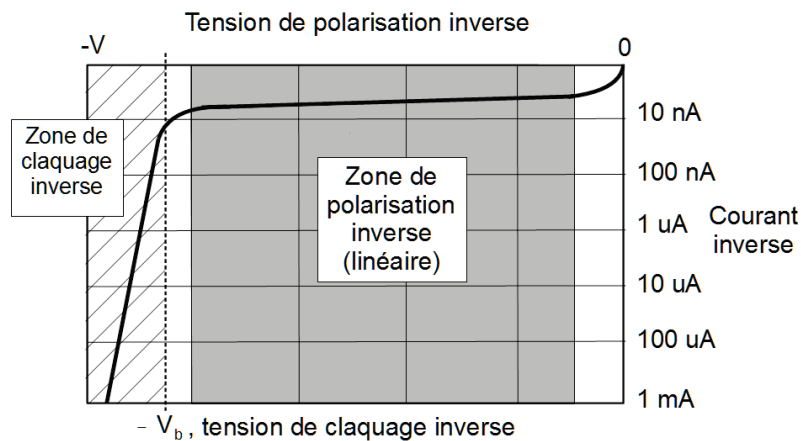 Tension de polarisation inverse
-V
0
Zone de
claquage
inverse
Zone de
polarisation
inverse
(linéaire)
10 nA
100 nA
1 uA
10 uA
100 uA
1 mA
Courant
inverse
- Vb , tension de claquage inverse